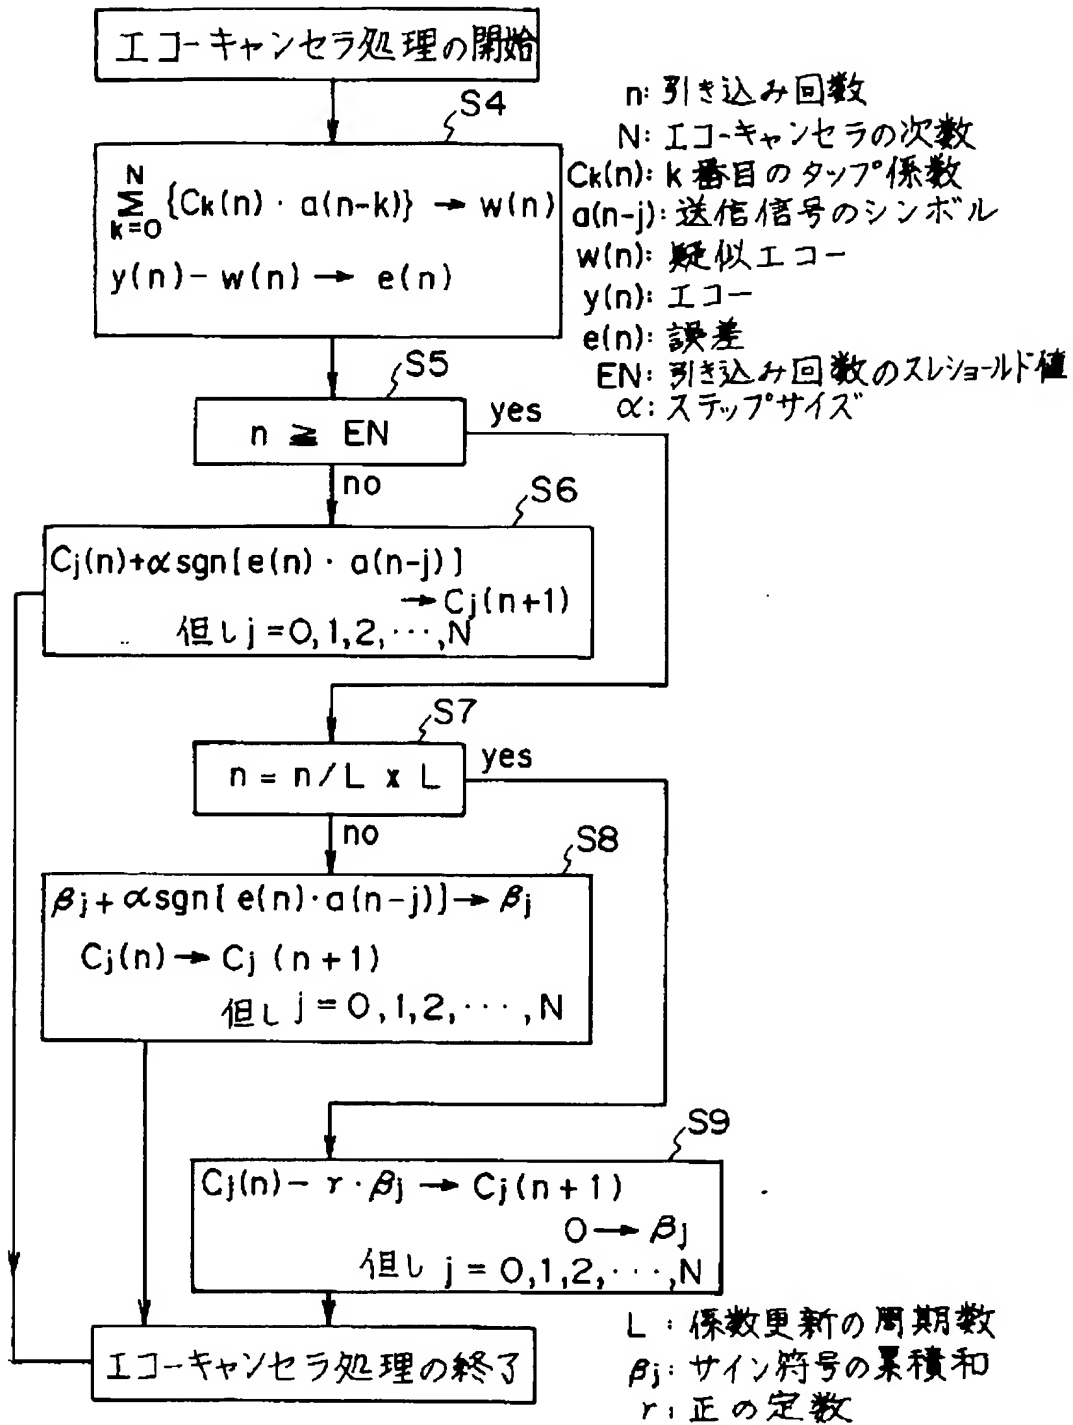 エコーキャンセラ処理の開始
n: 引き込み回数
S4
N: エコーキャンセラの次数
Ck(n): k番目のタップ係数
N
Σ {Ck(n)・a(n-k)} → w(n)
k=0
a(n-j): 送信信号のシンボル
w(n): 疑似エコー
y(n) - w(n) → e(n)
y(n): エコー
e(n): 誤差
EN: 引き込み回数のスレショールド値
α: ステップサイズ
S5
n ≧ EN
yes
no
S6
Cj(n)+αsgn[e(n)・a(n-j)]
→ Cj(n+1)
但し j=0,1,2,…,N
S7
n = n/L x L
yes
no
S8
βj+αsgn[e(n)・a(n-j)] → βj
Cj(n) → Cj(n+1)
但し j=0,1,2,…,N
S9
Cj(n) - r・βj → Cj(n+1)
0 → βj
但し j=0,1,2,…,N
エコーキャンセラ処理の終了
L: 係数更新の周期数
βj: サイン符号の累積和
r: 正の定数